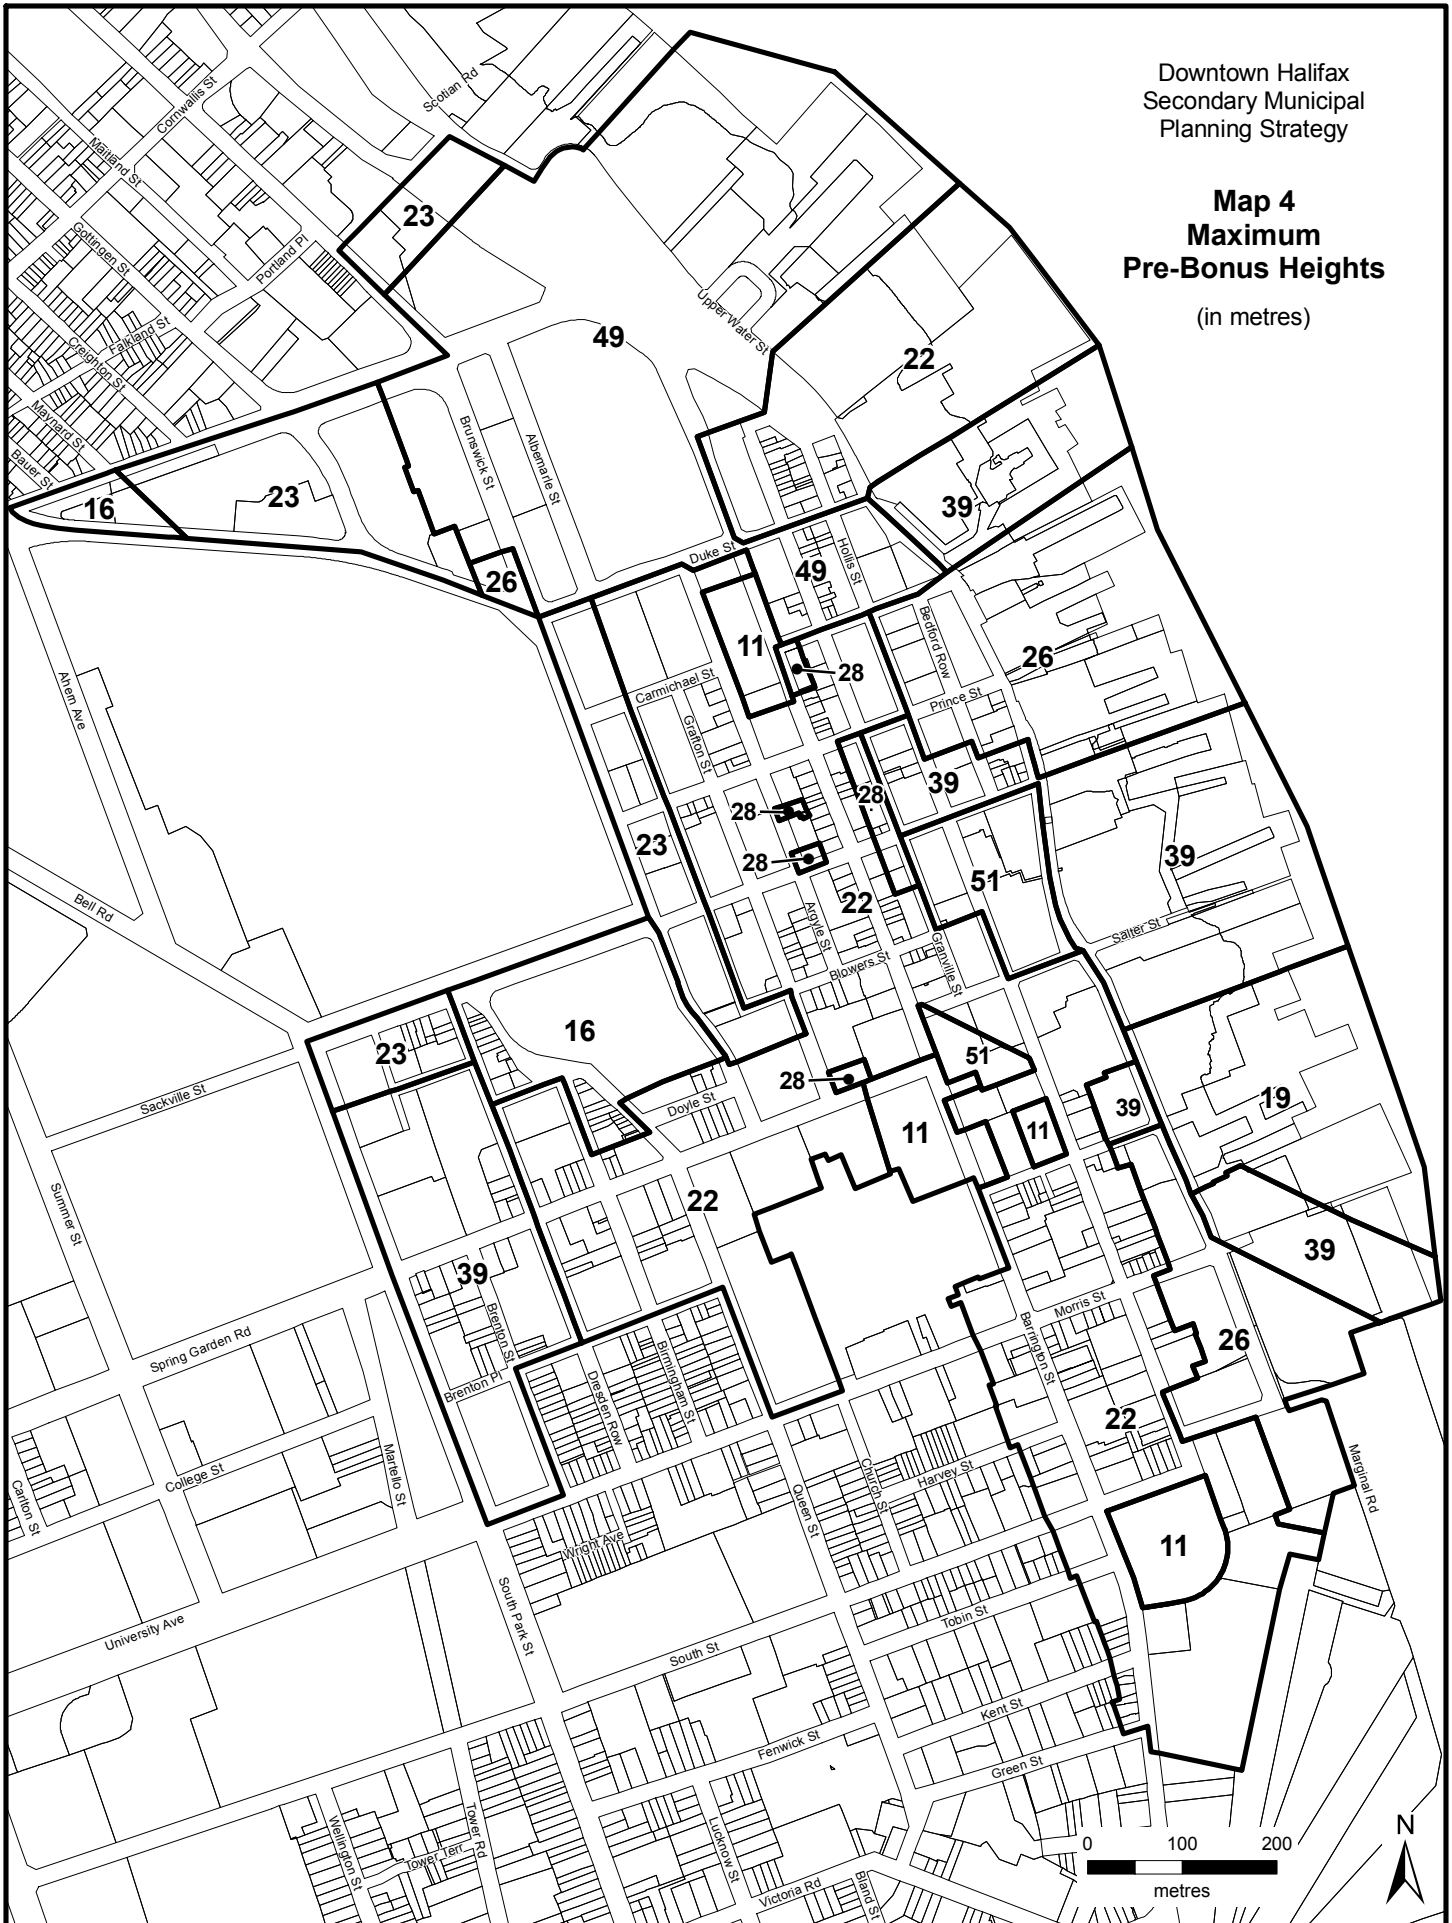 Downtown Halifax
Secondary Municipal
Planning Strategy
Map 4
Maximum
Pre-Bonus Heights
(in metres)
Scotian Rd
Cornwallis St
Maitland St
Gottingen St
Portland Pl
Falkland St
Creighton St
Maynard St
Bauer St
23
49
Upper Water St
22
Brunswick St
Albemarle St
16
23
26
39
Duke St
49
Hollis St
11
28
Bedford Row
26
Prince St
Carmichael St
Grafton St
Ahern Ave
28
28
39
28
23
28
51
39
22
Argyle St
Bell Rd
Salter St
Blowers St
Granville St
16
23
51
28
Doyle St
39
19
Sackville St
11
11
22
Summer St
39
39
Brenton St
Morris St
Barrington St
26
Spring Garden Rd
Birmingham St
Brenton Pl
Dresden Row
22
College St
Martello St
Carlton St
Church St
Harvey St
Queen St
Marginal Rd
Wright Ave
11
South Park St
Tobin St
University Ave
South St
Kent St
Fenwick St
Green St
Wellington St
Tower Rd
Tower Terr
Lucknow St
Victoria Rd
Bland St
0 100 200
metres
N